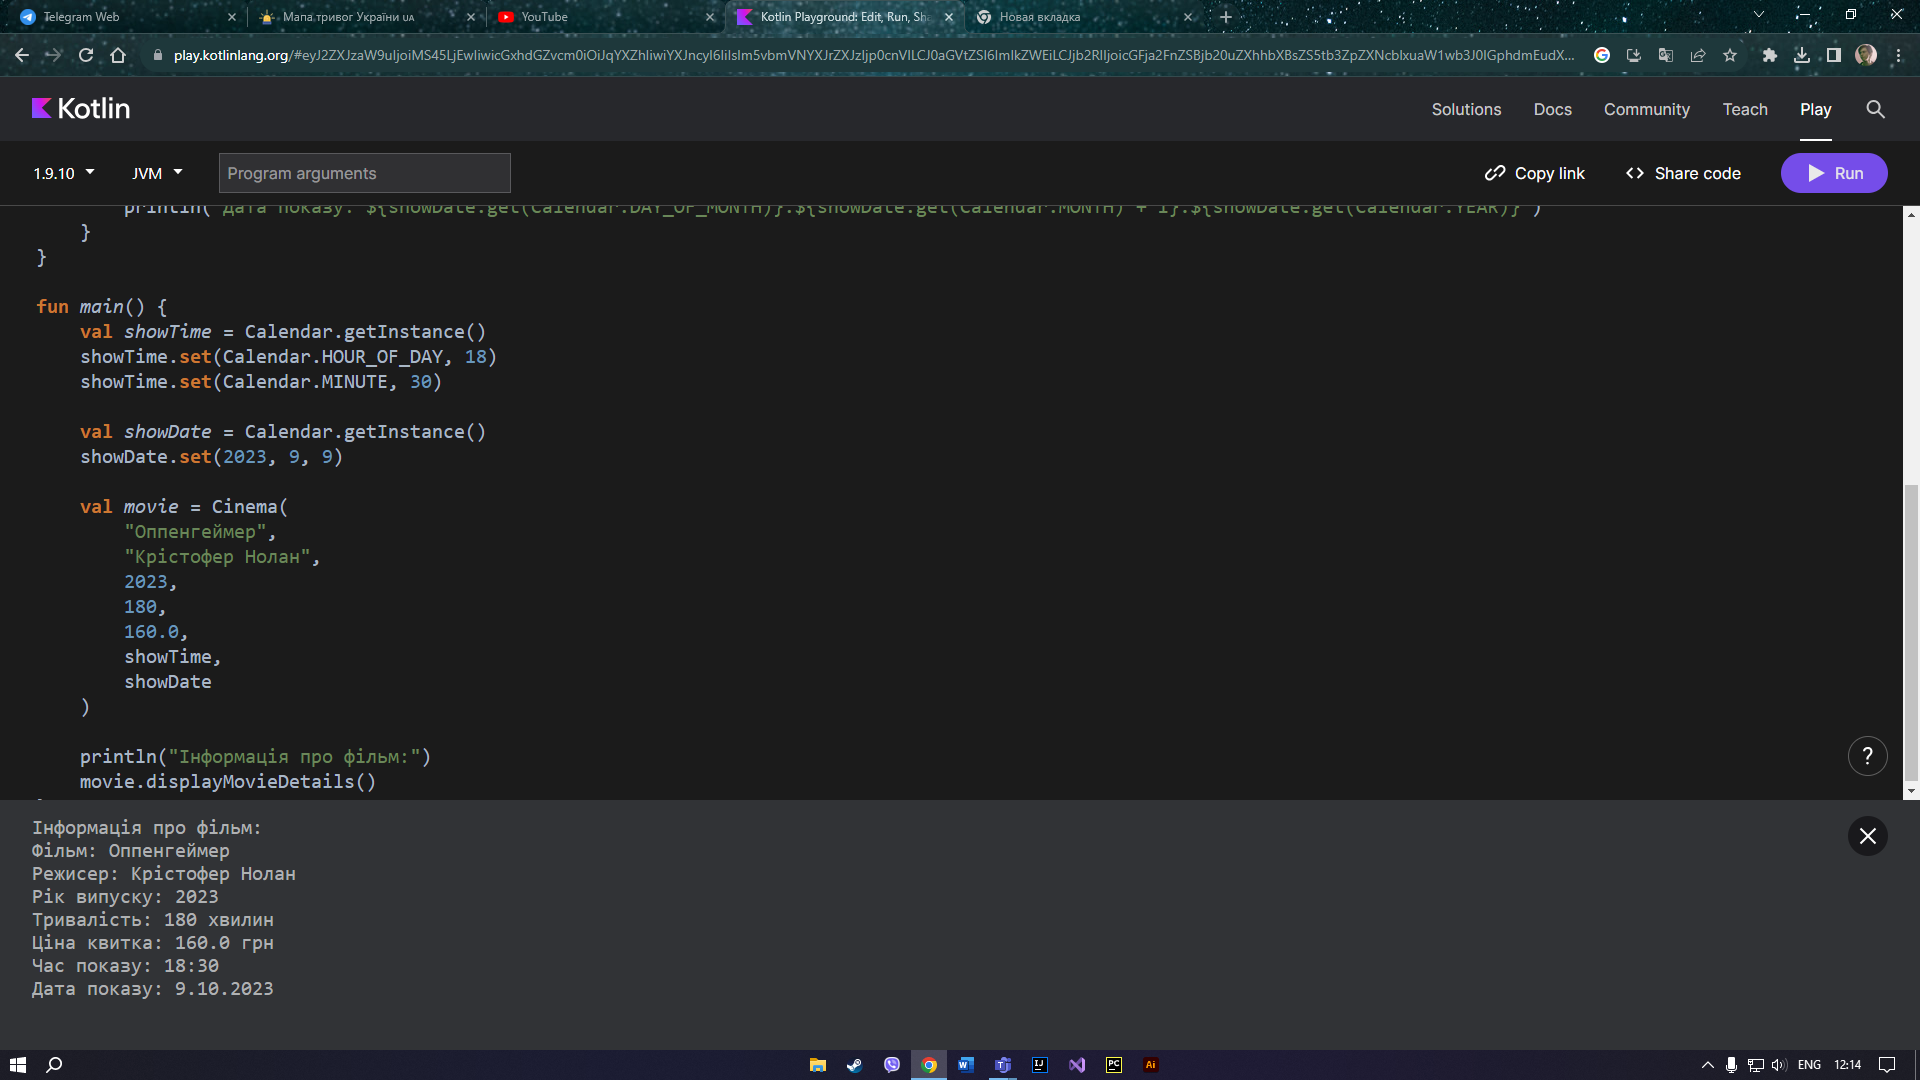 Telegram Web
Мапа тривог України UA
YouTube
Kotlin Playground: Edit, Run, Sha
Новая вкладка
play.kotlinlang.org/
Kotlin
Solutions
Docs
Community
Teach
Play
1.9.10
JVM
Program arguments
Copy link
Share code
Run
println("Дата показу: ${showDate.get(Calendar.DAY_OF_MONTH)}.${showDate.get(Calendar.MONTH) + 1}.${showDate.get(Calendar.YEAR)}")
}
}
fun main() {
val showTime = Calendar.getInstance()
showTime.set(Calendar.HOUR_OF_DAY, 18)
showTime.set(Calendar.MINUTE, 30)
val showDate = Calendar.getInstance()
showDate.set(2023, 9, 9)
val movie = Cinema(
"Оппенгеймер",
"Крістофер Нолан",
2023,
180,
160.0,
showTime,
showDate
)
println("Інформація про фільм:")
movie.displayMovieDetails()
?
Інформація про фільм:
Фільм: Оппенгеймер
Режисер: Крістофер Нолан
Рік випуску: 2023
Тривалість: 180 хвилин
Ціна квитка: 160.0 грн
Час показу: 18:30
Дата показу: 9.10.2023
ENG
12:14